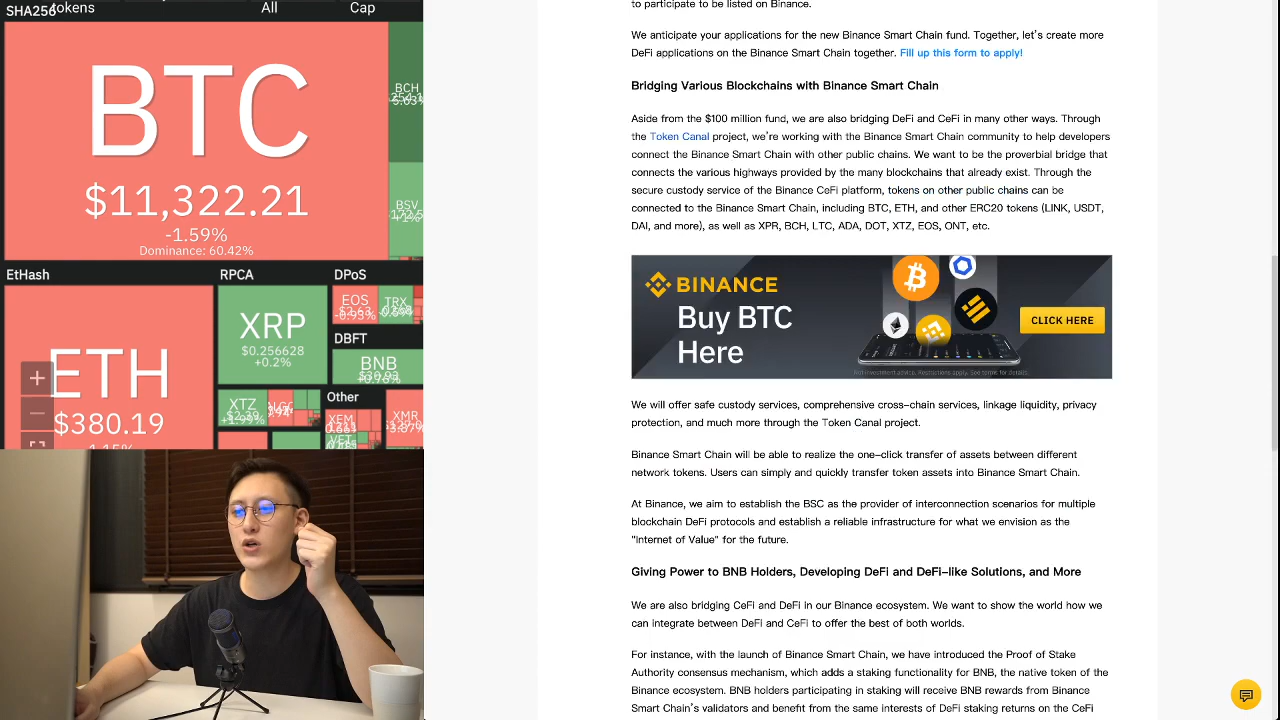 SHA256
Tokens
All
Cap
BTC
$11,322.21
-1.59%
Dominance: 60.42%
BCH
BSV
EtHash
RPCA
DPoS
EOS
$2.63
-0.93%
TRX
XRP
$0.256628
+0.2%
DBFT
BNB
ETH
$380.19
-1.15%
XTZ
$2.39
+1.99%
Other
XEM
XMR
VET
+
−
to participate to be listed on Binance.
We anticipate your applications for the new Binance Smart Chain fund. Together, let's create more
DeFi applications on the Binance Smart Chain together. Fill up this form to apply!
Bridging Various Blockchains with Binance Smart Chain
Aside from the $100 million fund, we are also bridging DeFi and CeFi in many other ways. Through
the Token Canal project, we're working with the Binance Smart Chain community to help developers
connect the Binance Smart Chain with other public chains. We want to be the proverbial bridge that
connects the various highways provided by the many blockchains that already exist. Through the
secure custody service of the Binance CeFi platform, tokens on other public chains can be
connected to the Binance Smart Chain, including BTC, ETH, and other ERC20 tokens (LINK, USDT,
DAI, and more), as well as XPR, BCH, LTC, ADA, DOT, XTZ, EOS, ONT, etc.
BINANCE
Buy BTC
Here
CLICK HERE
Not investment advice. Restrictions apply. See terms for details.
We will offer safe custody services, comprehensive cross-chain services, linkage liquidity, privacy
protection, and much more through the Token Canal project.
Binance Smart Chain will be able to realize the one-click transfer of assets between different
network tokens. Users can simply and quickly transfer token assets into Binance Smart Chain.
At Binance, we aim to establish the BSC as the provider of interconnection scenarios for multiple
blockchain DeFi protocols and establish a reliable infrastructure for what we envision as the
"Internet of Value" for the future.
Giving Power to BNB Holders, Developing DeFi and DeFi-like Solutions, and More
We are also bridging CeFi and DeFi in our Binance ecosystem. We want to show the world how we
can integrate between DeFi and CeFi to offer the best of both worlds.
For instance, with the launch of Binance Smart Chain, we have introduced the Proof of Stake
Authority consensus mechanism, which adds a staking functionality for BNB, the native token of the
Binance ecosystem. BNB holders participating in staking will receive BNB rewards from Binance
Smart Chain's validators and benefit from the same interests of DeFi staking returns on the CeFi